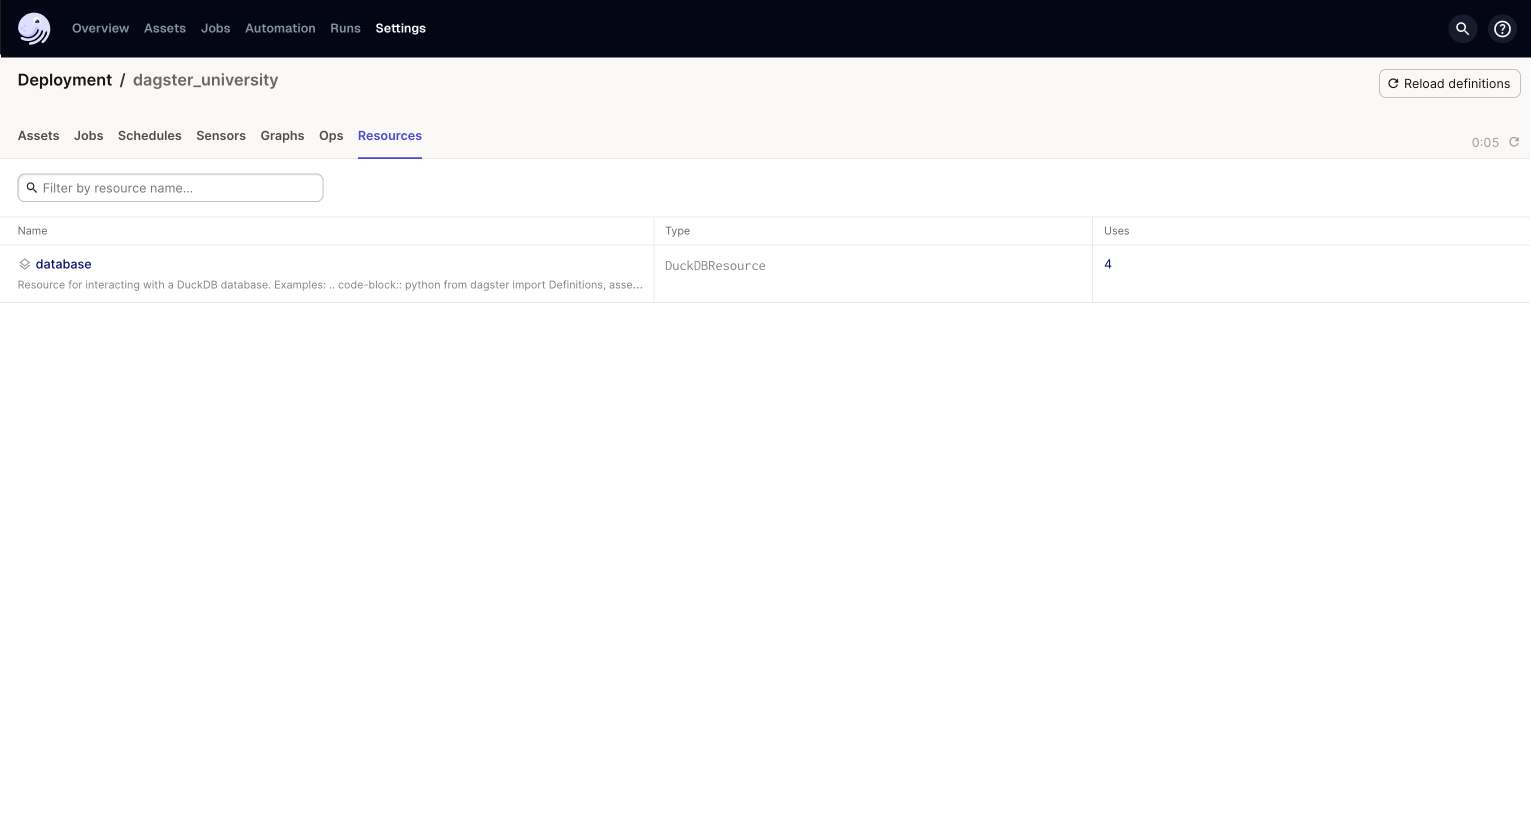 Overview Assets Jobs Automation Runs Settings
Deployment / dagster_university
Reload definitions
Assets Jobs Schedules Sensors Graphs Ops Resources
0:05
Filter by resource name...
Name Type Uses
database DuckDBResource 4
Resource for interacting with a DuckDB database. Examples: .. code-block:: python from dagster import Definitions, asse...